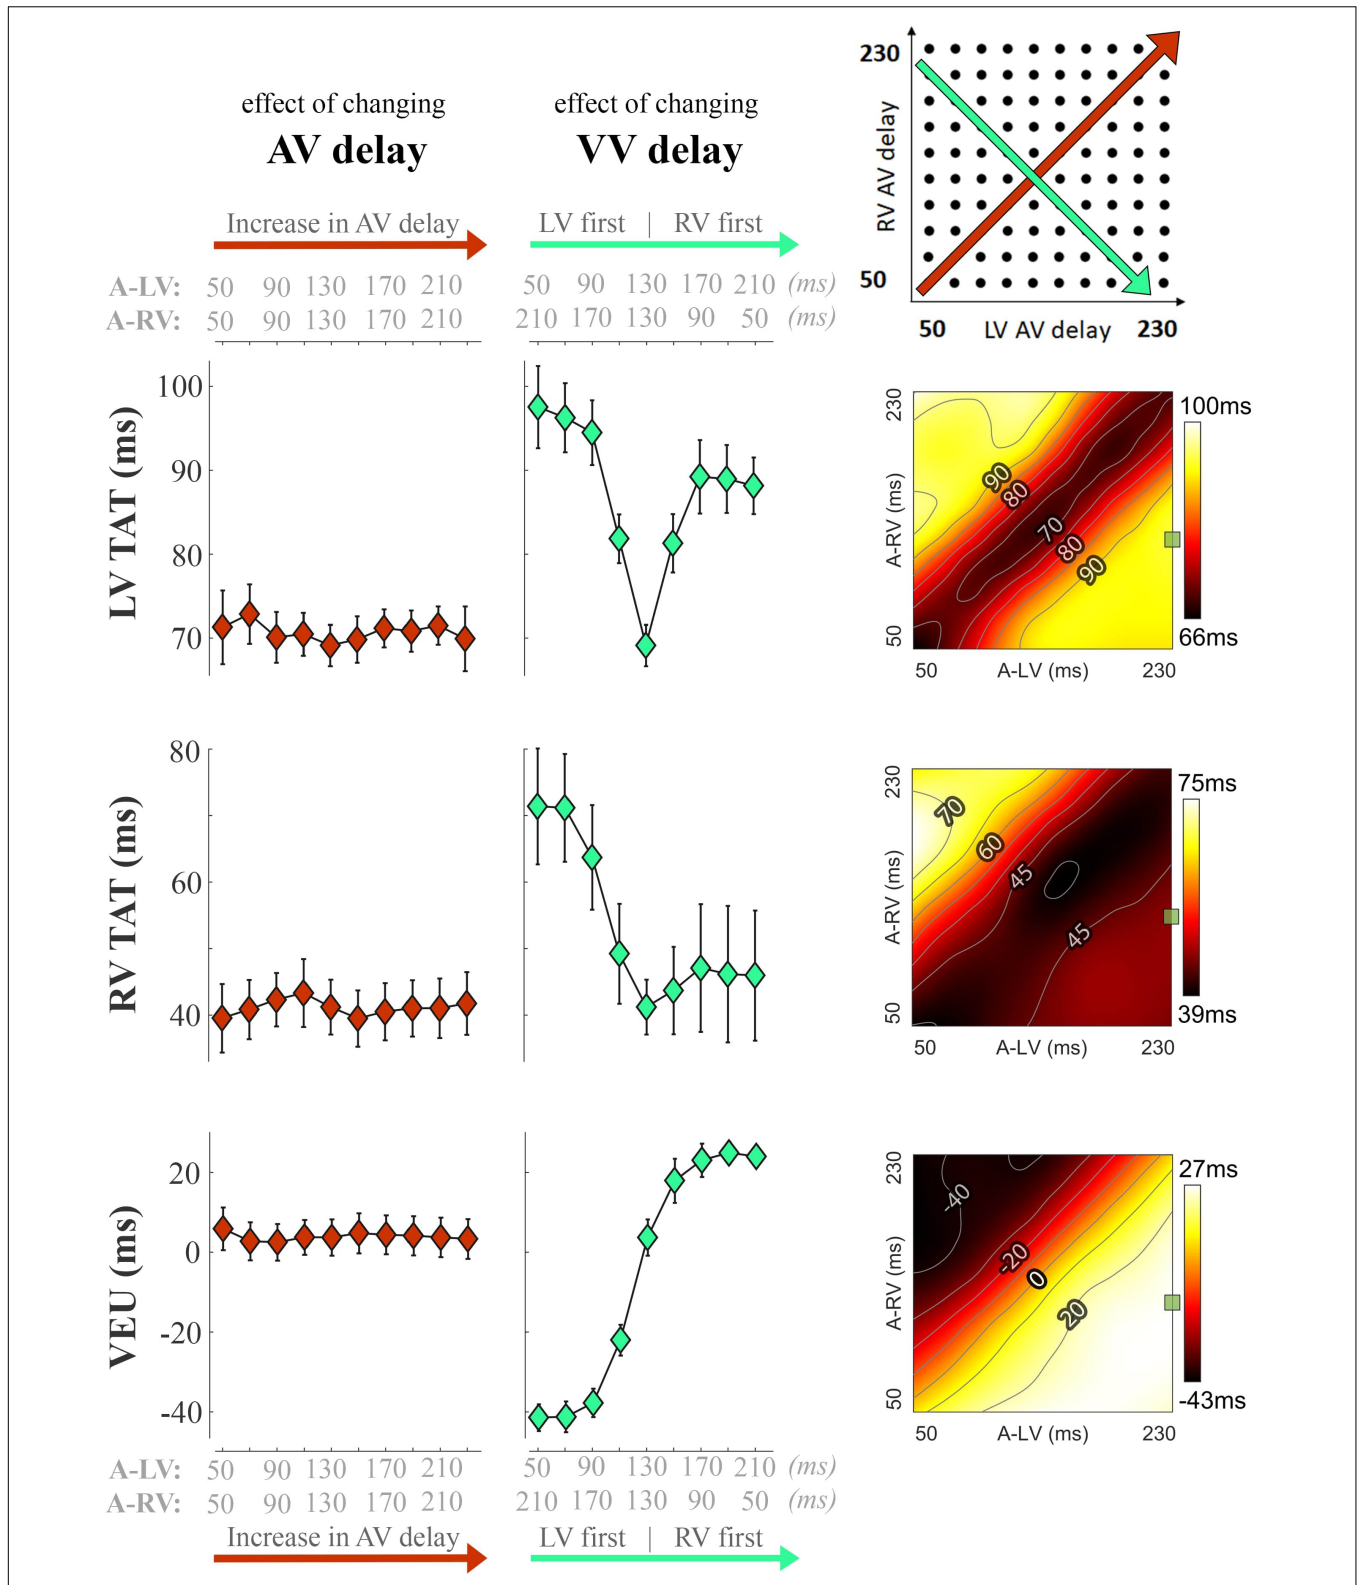 effect of changing
AV delay
effect of changing
VV delay
Increase in AV delay
LV first | RV first
A-LV: 50 90 130 170 210
A-RV: 50 90 130 170 210
50 90 130 170 210 (ms)
210 170 130 90 50 (ms)
230
RV AV delay
50
50 LV AV delay 230
LV TAT (ms)
100
90
80
70
230
A-RV (ms)
50
90
80
70
80
90
50 A-LV (ms) 230
100ms
66ms
RV TAT (ms)
80
60
40
230
A-RV (ms)
50
70
60
45
45
50 A-LV (ms) 230
75ms
39ms
VEU (ms)
20
0
-20
-40
230
A-RV (ms)
50
-40
-20
0
20
50 A-LV (ms) 230
27ms
-43ms
A-LV: 50 90 130 170 210
A-RV: 50 90 130 170 210
50 90 130 170 210 (ms)
210 170 130 90 50 (ms)
Increase in AV delay
LV first | RV first